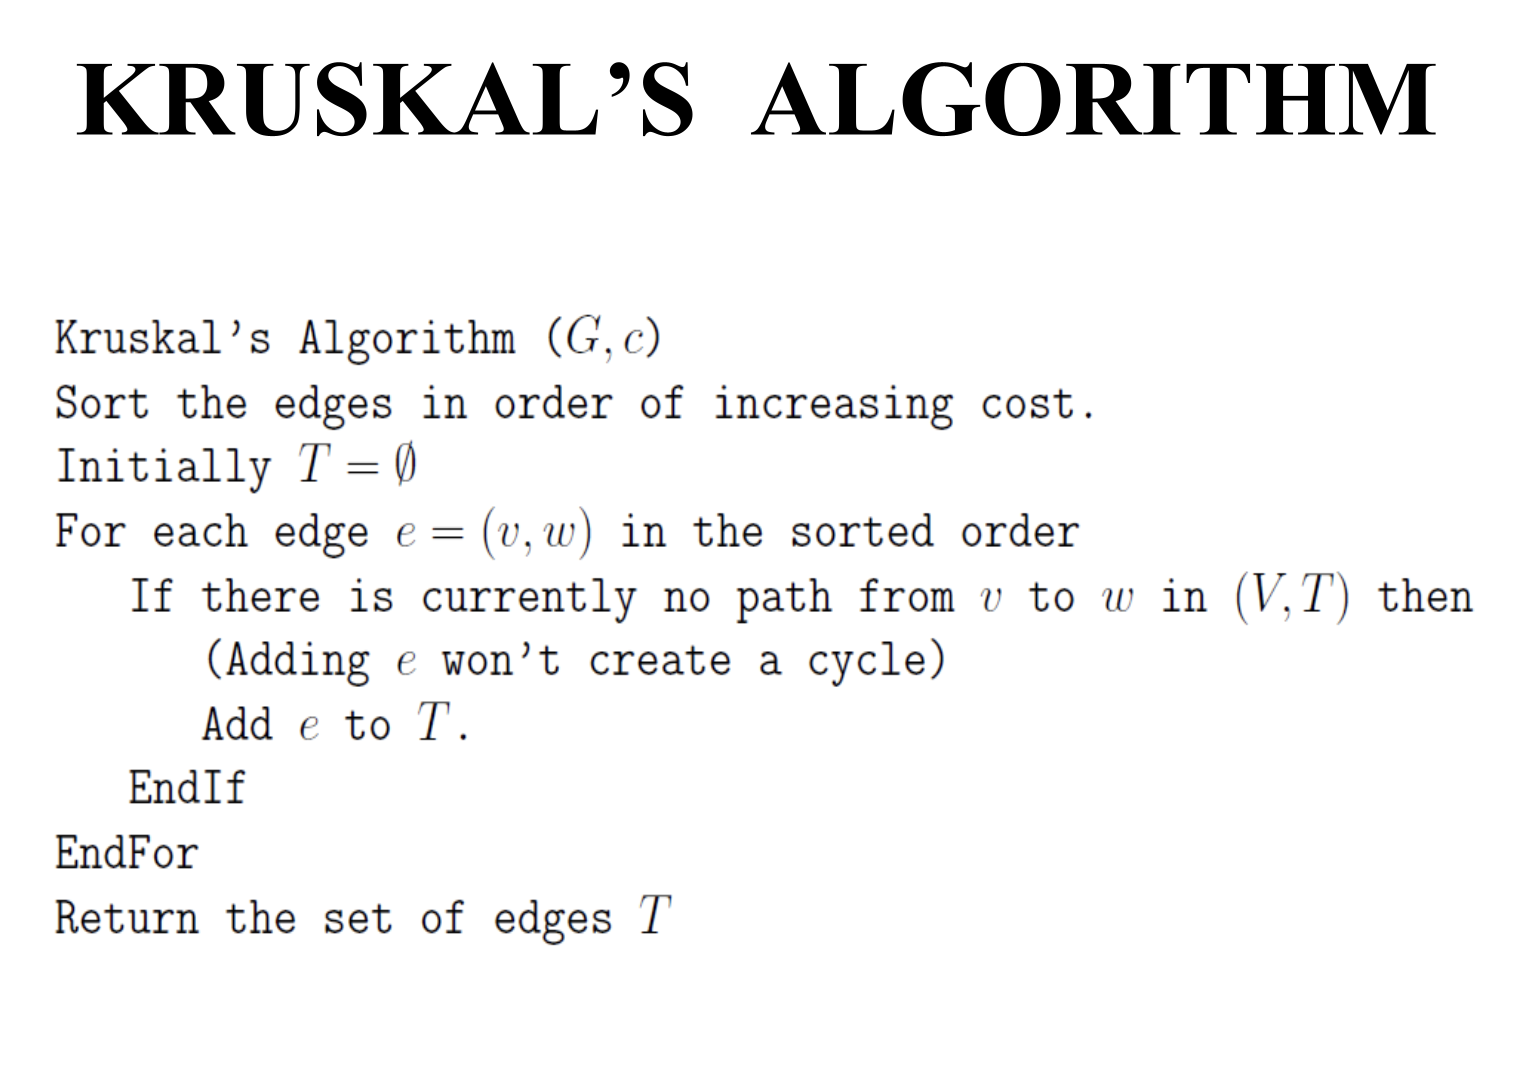 KRUSKAL’S ALGORITHM
Kruskal’s Algorithm (G, c)
Sort the edges in order of increasing cost.
Initially T = ∅
For each edge e = (v, w) in the sorted order
If there is currently no path from v to w in (V, T) then
(Adding e won’t create a cycle)
Add e to T.
EndIf
EndFor
Return the set of edges T